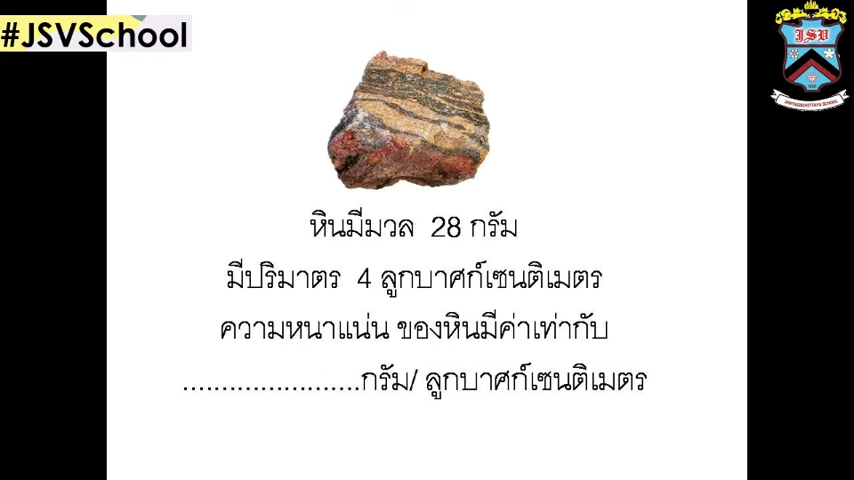 #JSVSchool
JSV
หินมีมวล 28 กรัม
มีปริมาตร 4 ลูกบาศก์เซนติเมตร
ความหนาแน่น ของหินมีค่าเท่ากับ
........................กรัม/ ลูกบาศก์เซนติเมตร